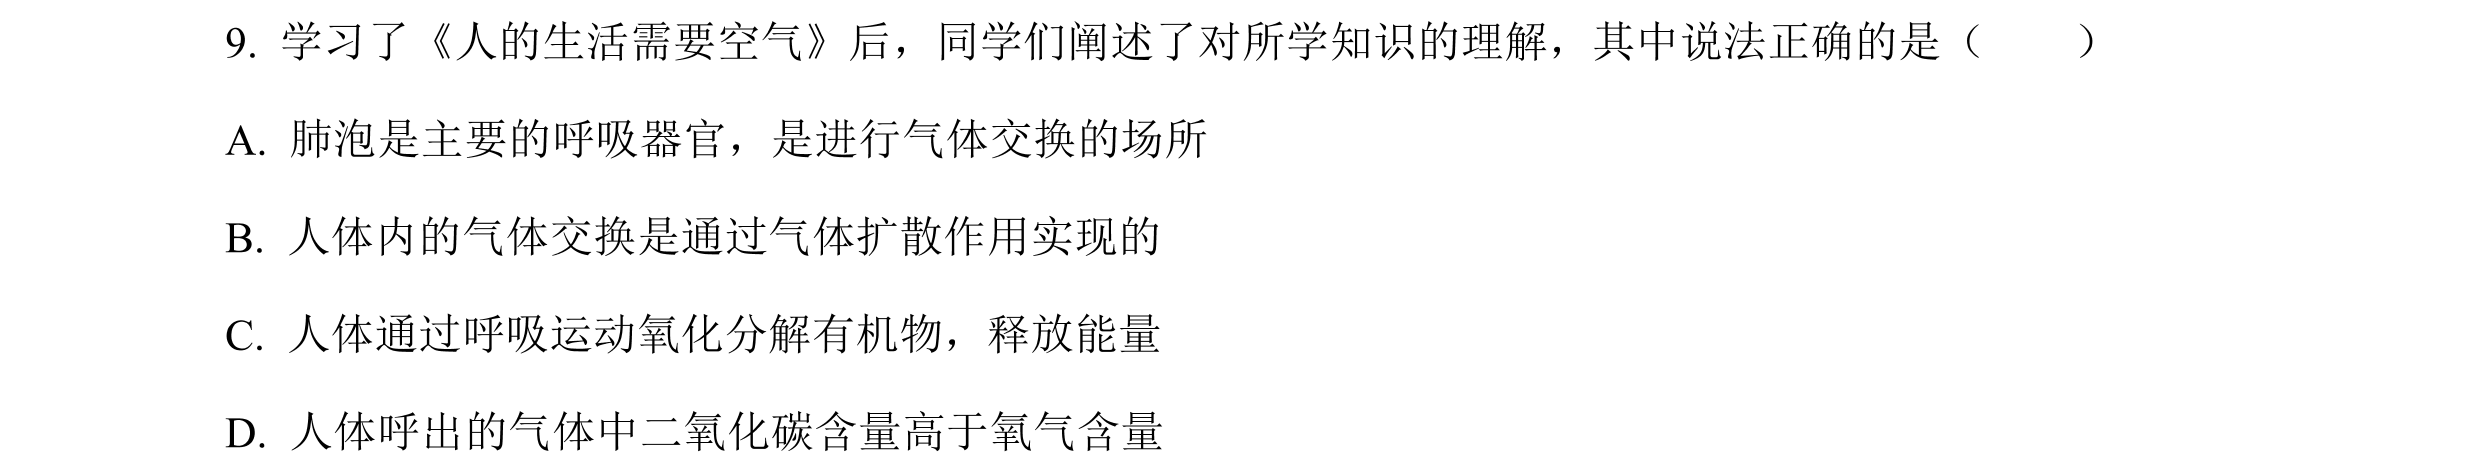 9. 学习了《人的生活需要空气》后，同学们阐述了对所学知识的理解，其中说法正确的是（　　）
A. 肺泡是主要的呼吸器官，是进行气体交换的场所
B. 人体内的气体交换是通过气体扩散作用实现的
C. 人体通过呼吸运动氧化分解有机物，释放能量
D. 人体呼出的气体中二氧化碳含量高于氧气含量